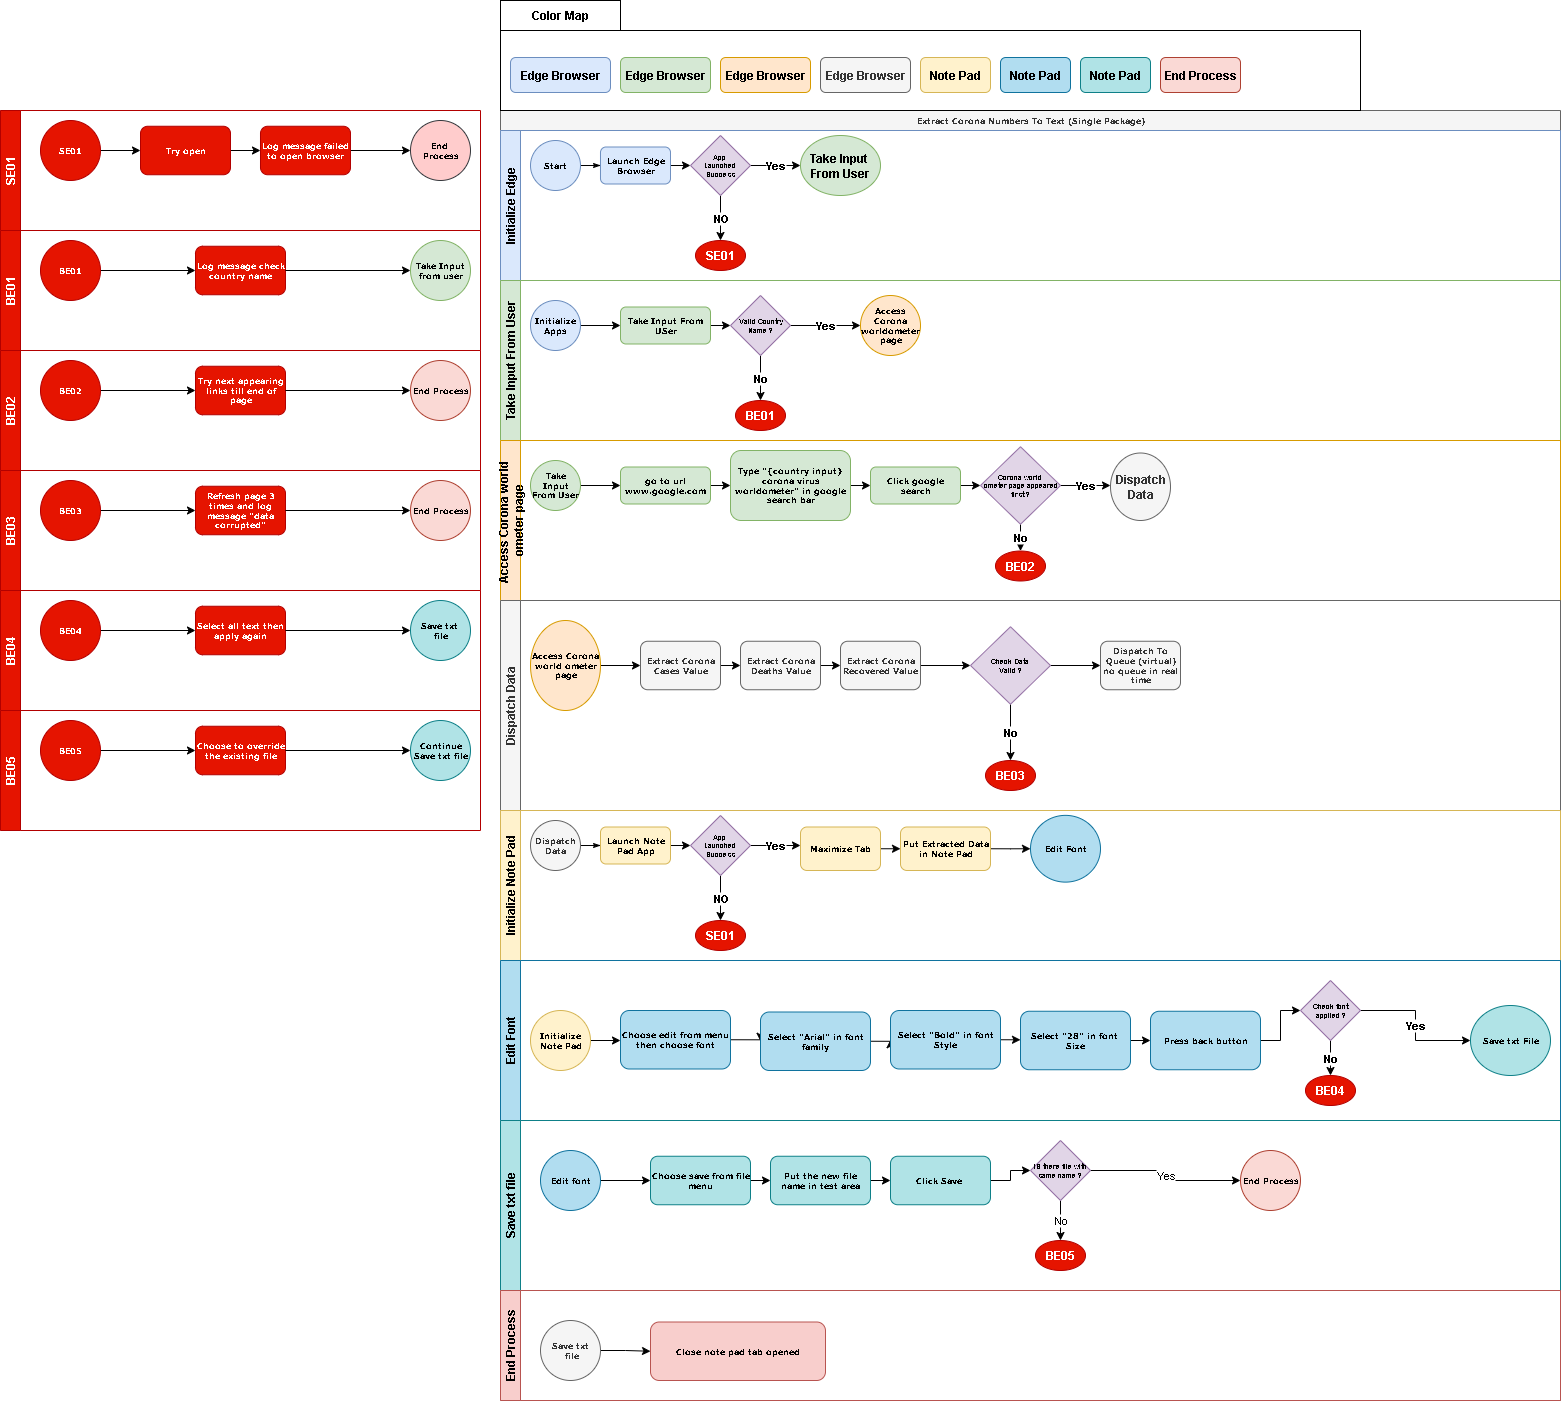 Color Map
Edge Browser
Edge Browser
Edge Browser
Edge Browser
Note Pad
Note Pad
Note Pad
End Process
SE01
SE01
Try open
Log message failed
to open browser
End
Process
BE01
BE01
Log message check
country name
Take Input
from user
BE02
BE02
Try next appearing
links till end of
page
End Process
BE03
BE03
Refresh page 3
times and log
message "data
corrupted"
End Process
BE04
BE04
Select all text then
apply again
Save txt
file
BE05
BE05
Choose to override
the existing file
Continue
Save txt file
Extract Corona Numbers To Text (Single Package)
Initialize Edge
Start
Launch Edge
Browser
App
Launched
Yes
Take Input
From User
NO
SE01
Take Input From User
Initialize
Apps
Take Input From
USer
Valid Country
Name ?
Yes
Access
Corona
worldometer
page
No
BE01
Access Corona world
ometer page
Take
Input
From User
go to url
www.google.com
Type "{country input}
corona virus
worldometer" in google
search bar
Click google
search
Corona world
ometer page appeared
first?
Yes
Dispatch
Data
No
BE02
Dispatch Data
Access Corona
world ometer
page
Extract Corona
Cases Value
Extract Corona
Deaths Value
Extract Corona
Recovered Value
Check Data
Valid ?
Dispatch To
Queue (virtual)
no queue in real
time
No
BE03
Initialize Note Pad
Dispatch
Data
Launch Note
Pad App
App
Launched
Yes
Maximize Tab
Put Extracted Data
in Note Pad
Edit Font
NO
SE01
Edit Font
Initialize
Note Pad
Choose edit from menu
then choose font
Select "Arial" in font
family
Select "Bold" in font
Style
Select "28" in font
Size
Press back button
Check font
applied ?
Yes
Save txt File
No
BE04
Save txt file
Edit font
Choose save from file
menu
Put the new file
name in test area
Click Save
IS there file with
same name ?
Yes
End Process
No
BE05
End Process
Save txt
file
Close note pad tab opened